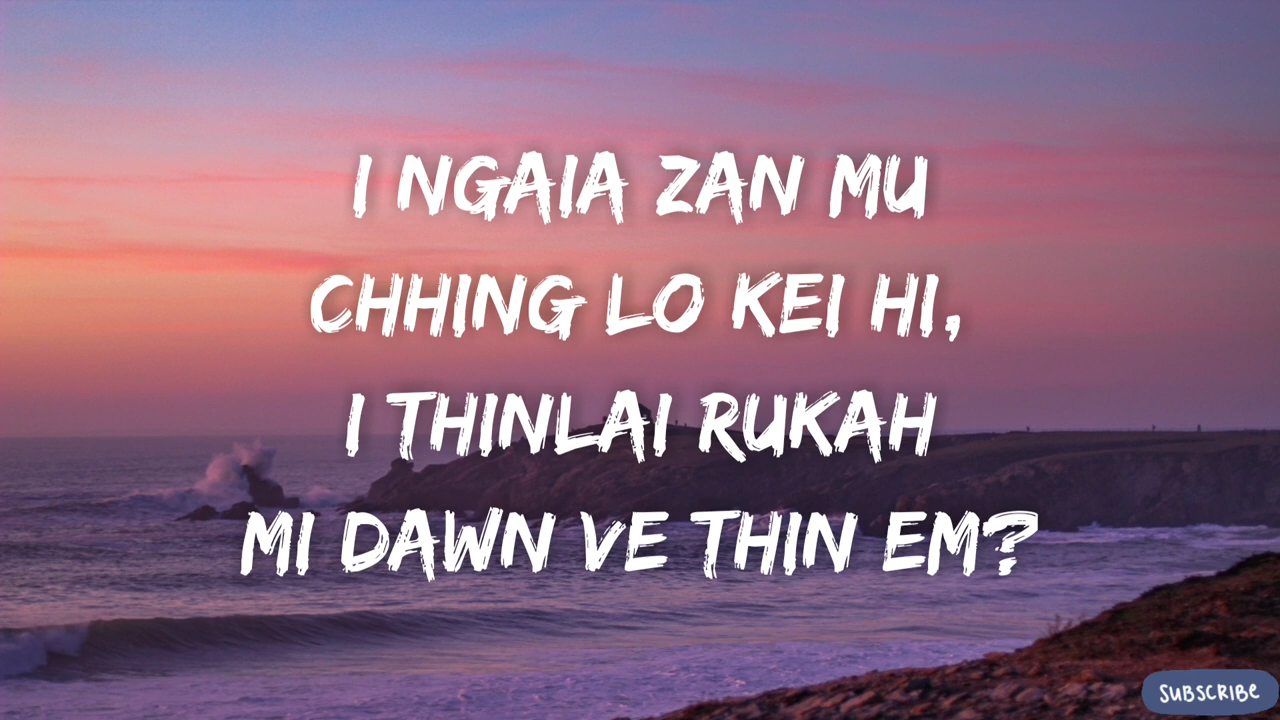 I NGAIA ZAN MU
CHHING LO KEI HI,
I THINLAI RUKAH
MI DAWN VE THIN EM?
SUBSCRIBE